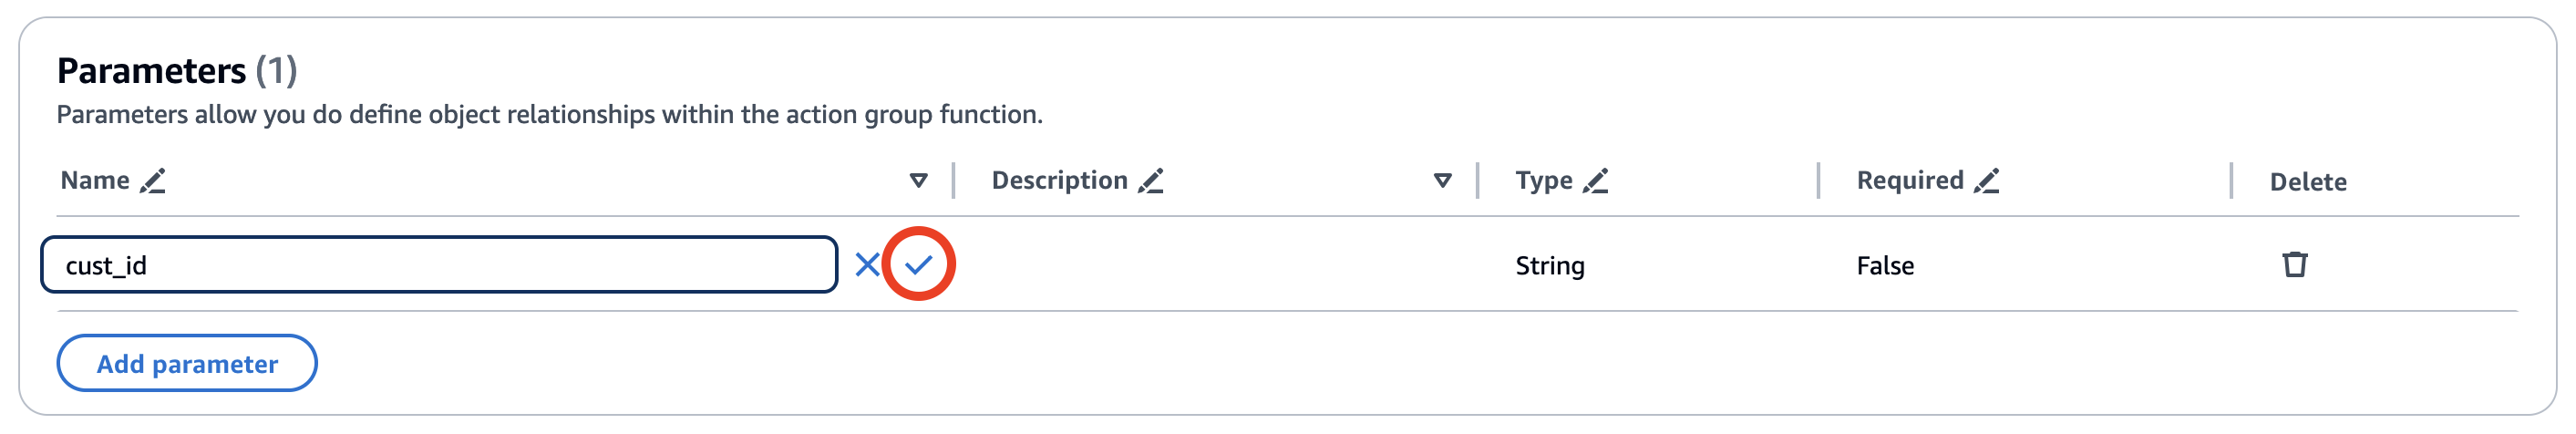 Parameters (1)
Parameters allow you do define object relationships within the action group function.
Name Description Type Required Delete
cust_id String False
Add parameter